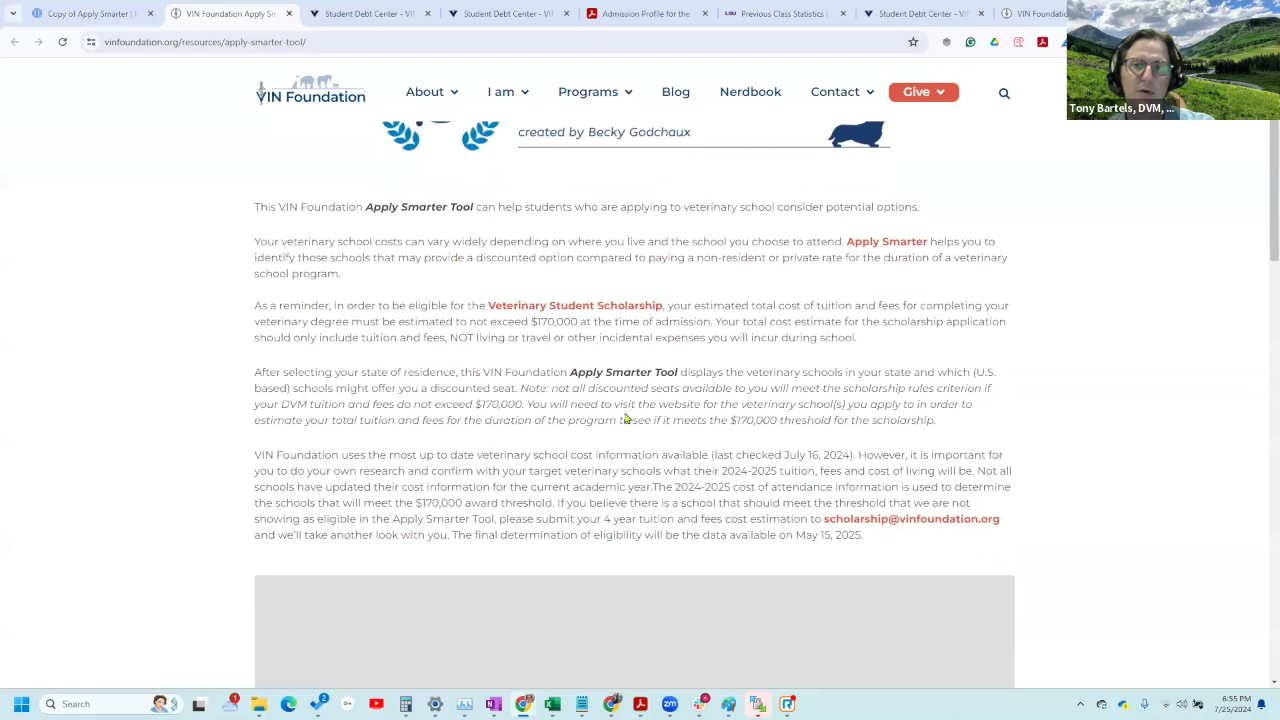 Copy of Apply Smar
VIN Foundation | S
Student Debt Center - VI
Student Debt Center - VI
Admission Profile for the
Previous Class Statistics
Student Debt Center - VI
VIN Foundati
vinfoundation.org/resources/apply-smarter-tool/
Tony Bartels, DVM, ...
VIN Foundation
About
I am
Programs
Blog
Nerdbook
Contact
Give
created by Becky Godchaux
This VIN Foundation Apply Smarter Tool can help students who are applying to veterinary school consider potential options.
Your veterinary school costs can vary widely depending on where you live and the school you choose to attend. Apply Smarter helps you to
identify those schools that may provide a discounted option compared to paying a non-resident or private rate for the duration of a veterinary
school program.
As a reminder, in order to be eligible for the Veterinary Student Scholarship, your estimated total cost of tuition and fees for completing your
veterinary degree must be estimated to not exceed $170,000 at the time of admission. Your total cost estimate for the scholarship application
should only include tuition and fees, NOT living or travel or other incidental expenses you will incur during school.
After selecting your state of residence, this VIN Foundation Apply Smarter Tool displays the veterinary schools in your state and which (U.S.
based) schools might offer you a discounted seat. Note: not all discounted seats available to you will meet the scholarship rules criterion if
your DVM tuition and fees do not exceed $170,000. You will need to visit the website for the veterinary school(s) you apply to in order to
estimate your total tuition and fees for the duration of the program to see if it meets the $170,000 threshold for the scholarship.
VIN Foundation uses the most up to date veterinary school cost information available (last checked July 16, 2024). However, it is important for
you to do your own research and confirm with your target veterinary schools what their 2024-2025 tuition, fees and cost of living will be. Not all
schools have updated their cost information for the current academic year.The 2024-2025 cost of attendance information is used to determine
the schools that will meet the $170,000 award threshold. If you believe there is a school that should meet the threshold that we are not
showing as eligible in the Apply Smarter Tool, please submit your 4 year tuition and fees cost estimation to scholarship@vinfoundation.org
and we'll take another look with you. The final determination of eligibility will be the data available on May 15, 2025.
Search
6:55 PM
7/25/2024